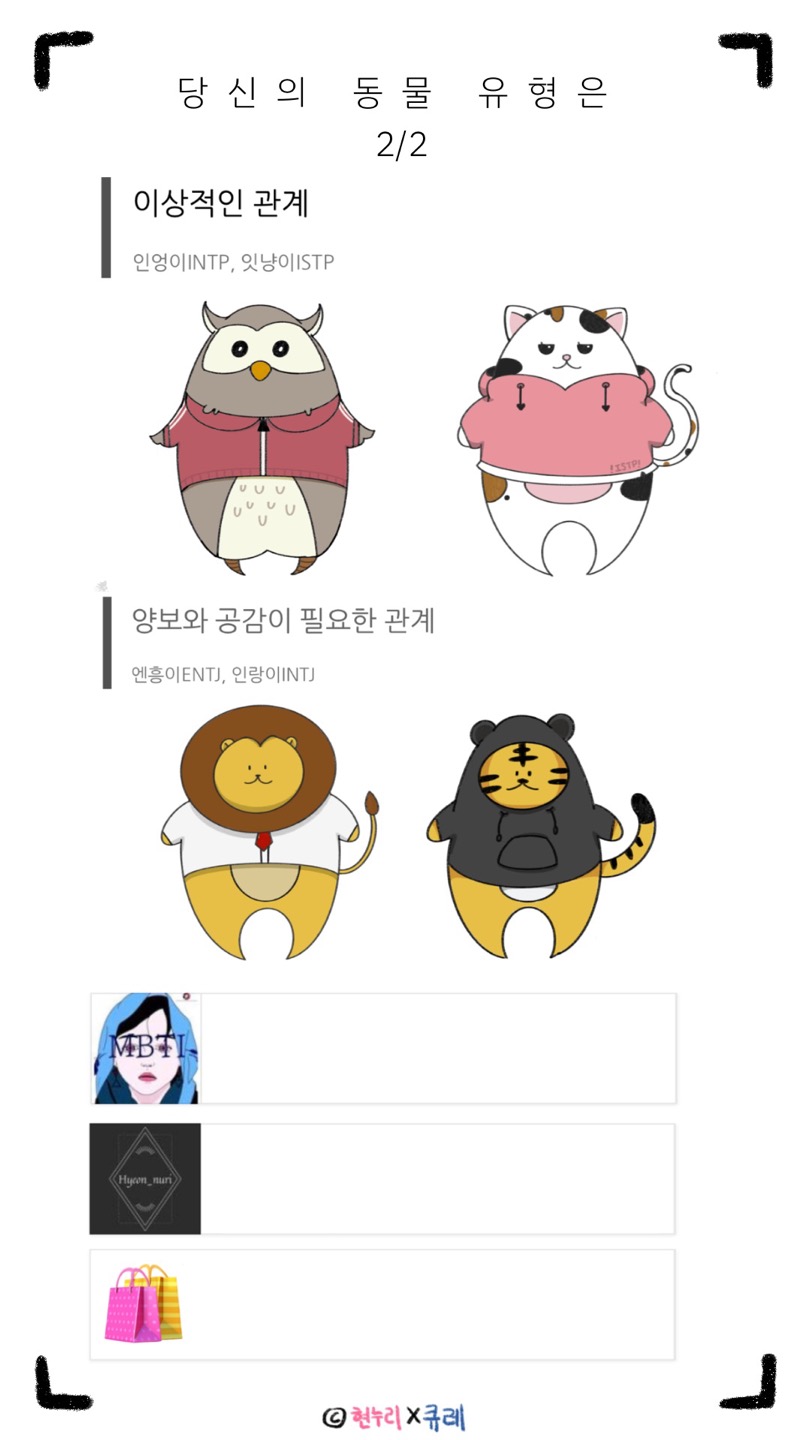 당신의 동물 유형은
2/2
이상적인 관계
인엉이INTP, 잇냥이ISTP
!ISTP!
양보와 공감이 필요한 관계
엔흥이ENTJ, 인랑이INTJ
MBTI
Hyeon_nuri
© 현누리 X 큐레